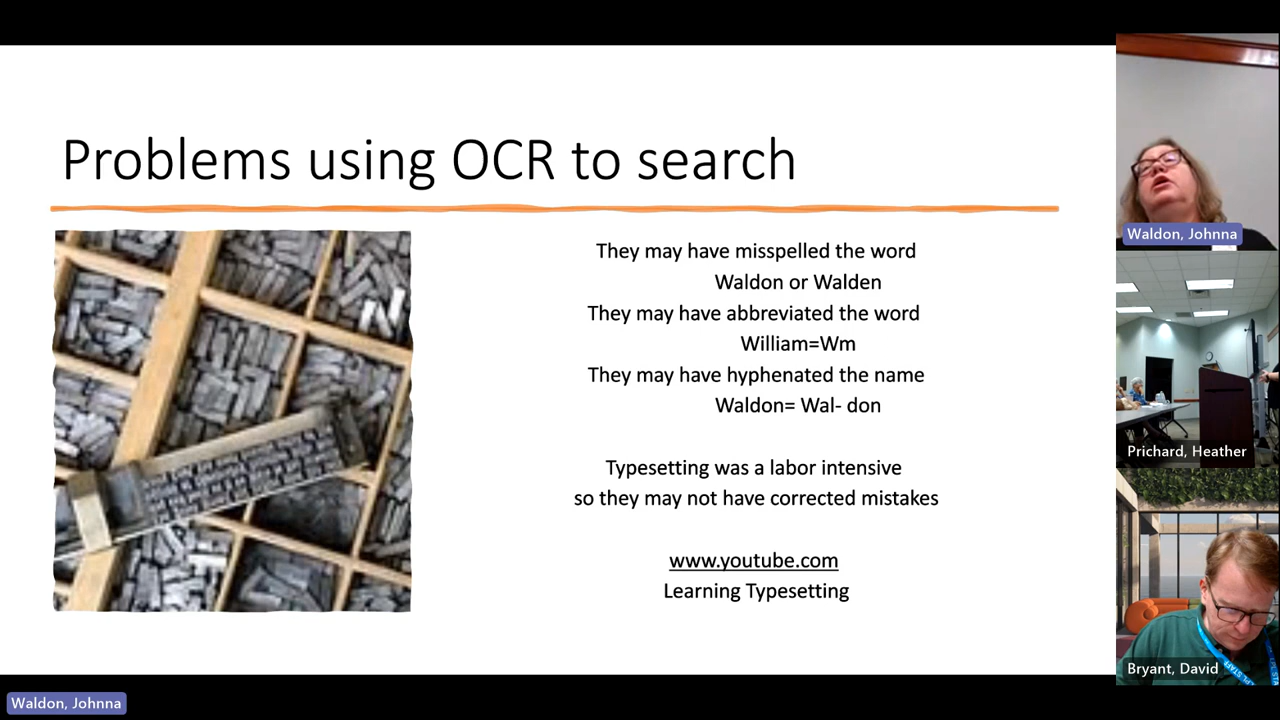 Problems using OCR to search
They may have misspelled the word
Waldon or Walden
They may have abbreviated the word
William=Wm
They may have hyphenated the name
Waldon= Wal- don
Typesetting was a labor intensive
so they may not have corrected mistakes
www.youtube.com
Learning Typesetting
Waldon, Johnna
Prichard, Heather
Bryant, David
Waldon, Johnna